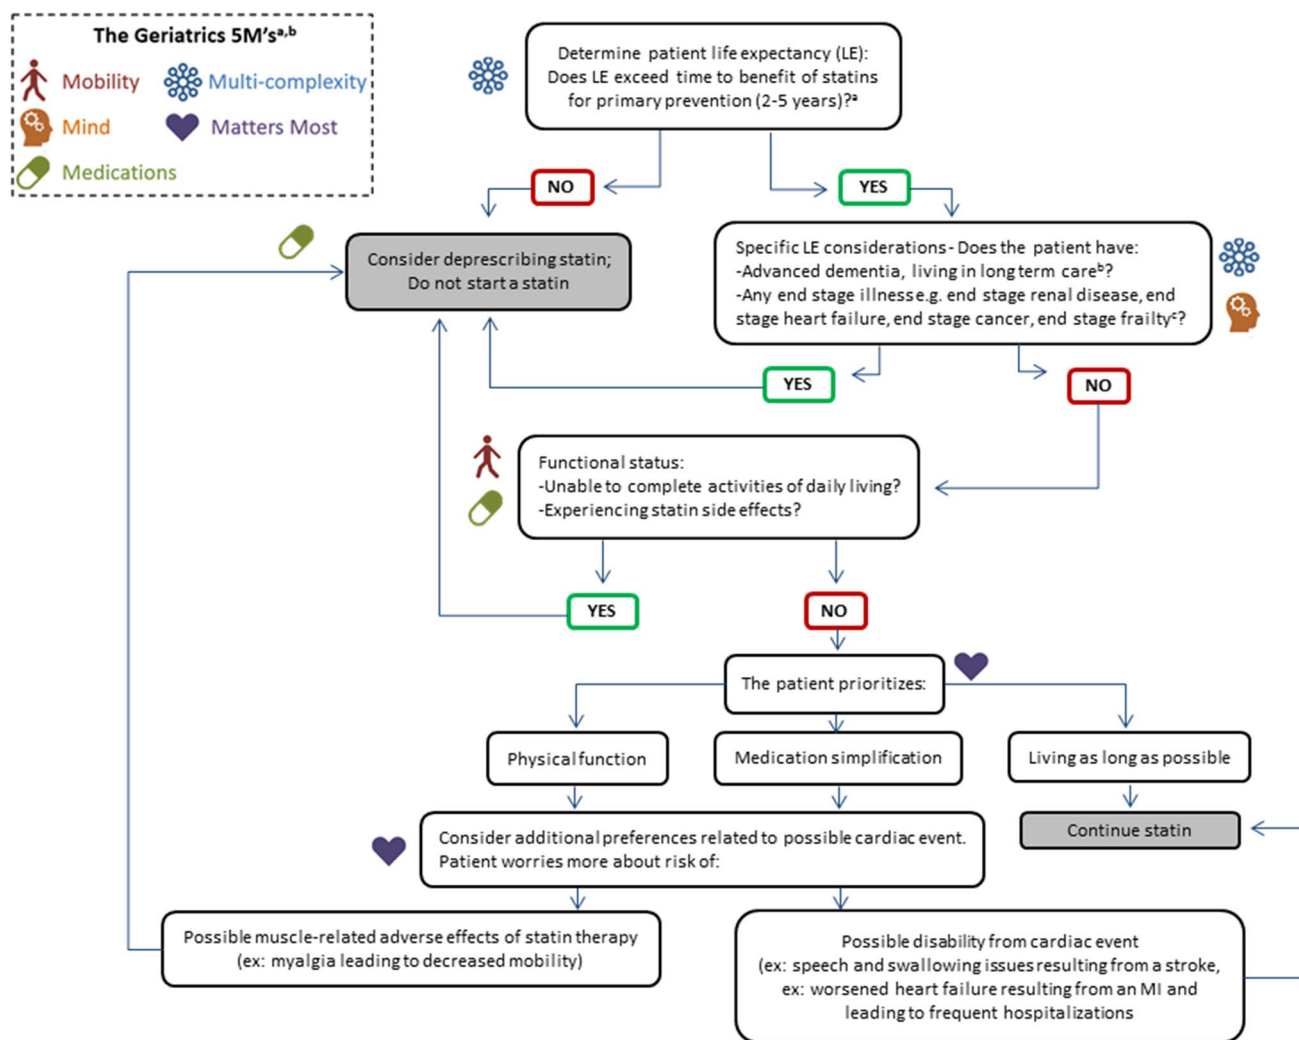 The Geriatrics 5M'sᵃ,ᵇ
Mobility
Multi-complexity
Mind
Matters Most
Medications
Determine patient life expectancy (LE):
Does LE exceed time to benefit of statins
for primary prevention (2-5 years)?ᵃ
NO
YES
Consider deprescribing statin;
Do not start a statin
Specific LE considerations - Does the patient have:
-Advanced dementia, living in long term careᵇ?
-Any end stage illness e.g. end stage renal disease, end
stage heart failure, end stage cancer, end stage frailtyᶜ?
YES
NO
Functional status:
-Unable to complete activities of daily living?
-Experiencing statin side effects?
YES
NO
The patient prioritizes:
Physical function
Medication simplification
Living as long as possible
Consider additional preferences related to possible cardiac event.
Patient worries more about risk of:
Continue statin
Possible muscle-related adverse effects of statin therapy
(ex: myalgia leading to decreased mobility)
Possible disability from cardiac event
(ex: speech and swallowing issues resulting from a stroke,
ex: worsened heart failure resulting from an MI and
leading to frequent hospitalizations